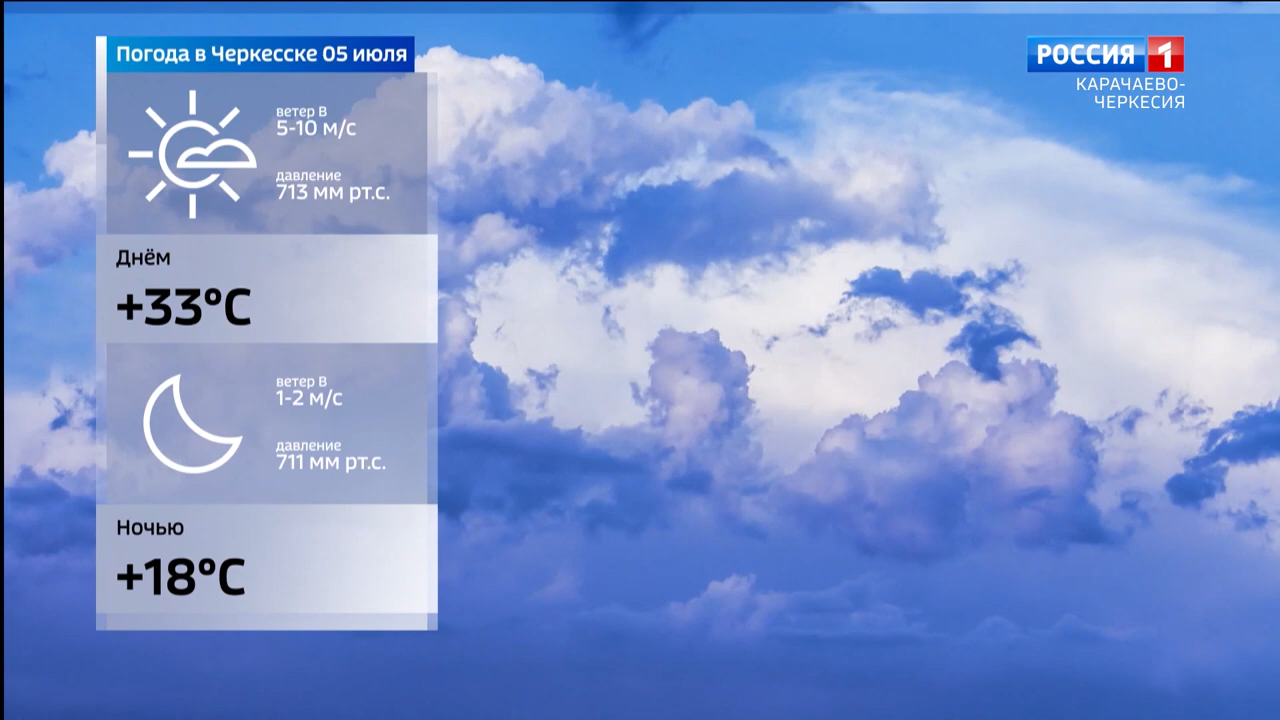 Погода в Черкесске 05 июля
РОССИЯ 1
КАРАЧАЕВО-
ЧЕРКЕСИЯ
ветер В
5-10 м/с
давление
713 мм рт.с.
Днём
+33°C
ветер В
1-2 м/с
давление
711 мм рт.с.
Ночью
+18°C